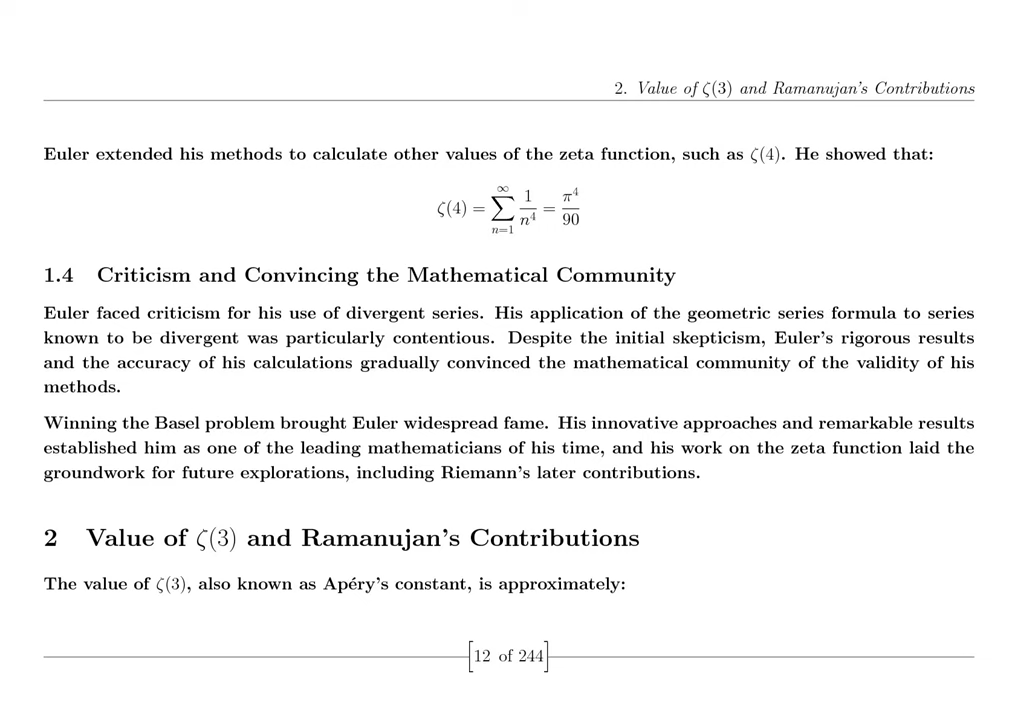 2. Value of ζ(3) and Ramanujan's Contributions
Euler extended his methods to calculate other values of the zeta function, such as ζ(4). He showed that:
ζ(4) = ∑_{n=1}^{∞} 1/n⁴ = π⁴/90
1.4 Criticism and Convincing the Mathematical Community
Euler faced criticism for his use of divergent series. His application of the geometric series formula to series
known to be divergent was particularly contentious. Despite the initial skepticism, Euler's rigorous results
and the accuracy of his calculations gradually convinced the mathematical community of the validity of his
methods.
Winning the Basel problem brought Euler widespread fame. His innovative approaches and remarkable results
established him as one of the leading mathematicians of his time, and his work on the zeta function laid the
groundwork for future explorations, including Riemann's later contributions.
2 Value of ζ(3) and Ramanujan's Contributions
The value of ζ(3), also known as Apéry's constant, is approximately:
[12 of 244]